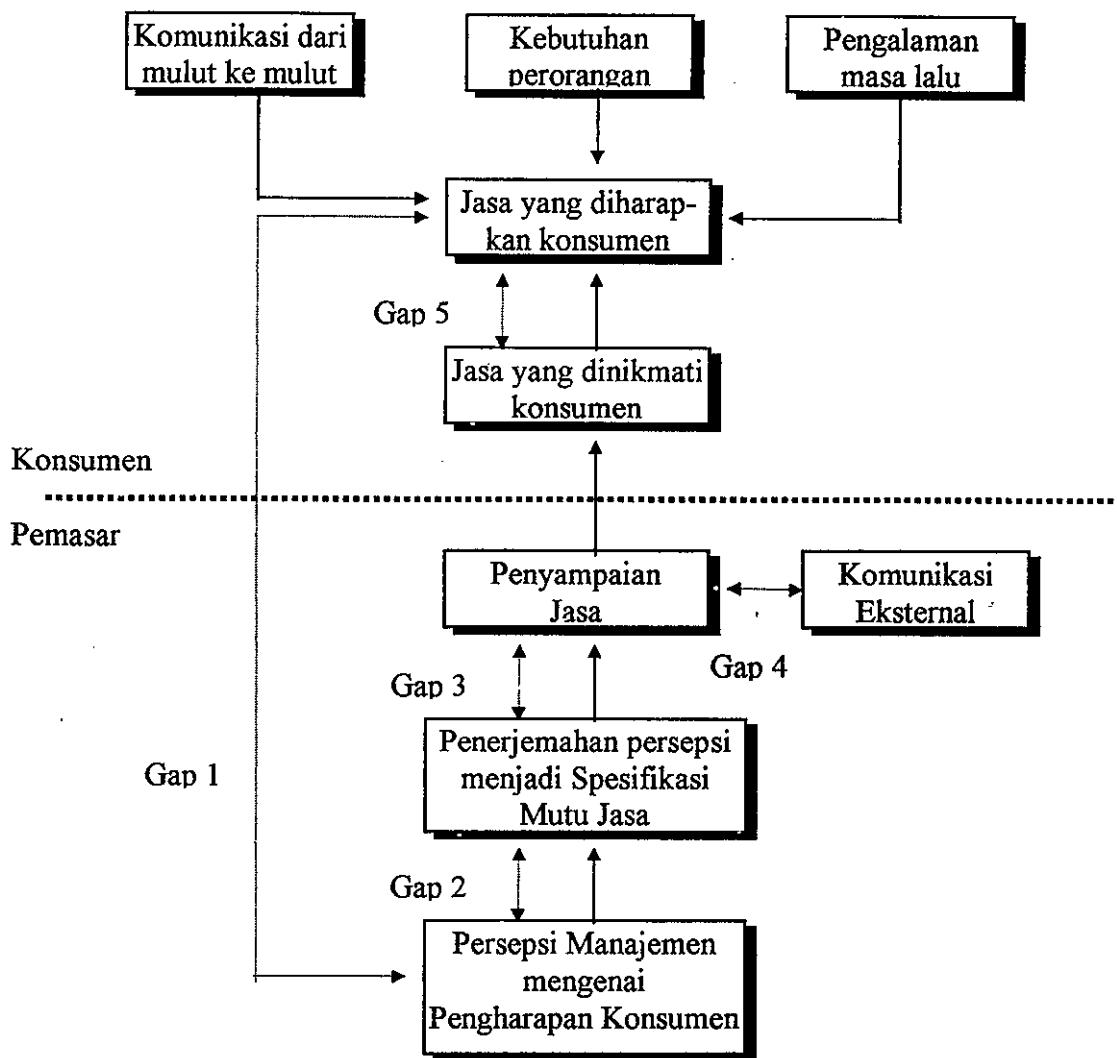 Komunikasi dari
mulut ke mulut
Kebutuhan
perorangan
Pengalaman
masa lalu
Jasa yang diharap-
kan konsumen
Gap 5
Jasa yang dinikmati
konsumen
Konsumen
Pemasar
Penyampaian
Jasa
Komunikasi
Eksternal
Gap 4
Gap 3
Penerjemahan persepsi
menjadi Spesifikasi
Mutu Jasa
Gap 1
Gap 2
Persepsi Manajemen
mengenai
Pengharapan Konsumen